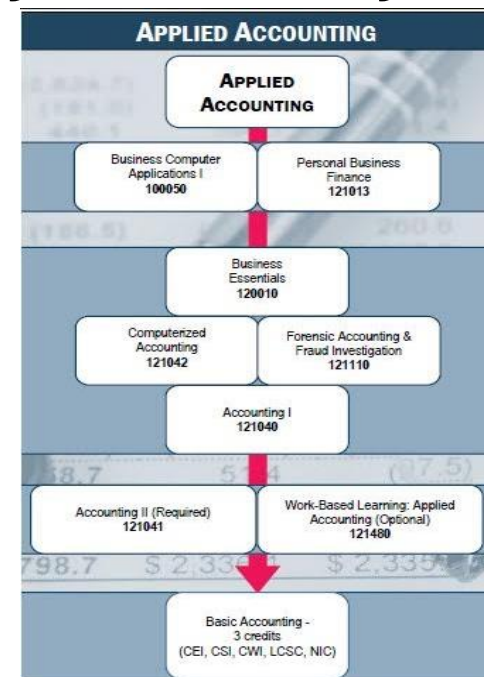 APPLIED ACCOUNTING
APPLIED
ACCOUNTING
Business Computer
Applications I
100050
Personal Business
Finance
121013
Business
Essentials
120010
Computerized
Accounting
121042
Forensic Accounting &
Fraud Investigation
121110
Accounting I
121040
Accounting II (Required)
121041
Work-Based Learning: Applied
Accounting (Optional)
121480
Basic Accounting -
3 credits
(CEI, CSI, CWI, LCSC, NIC)